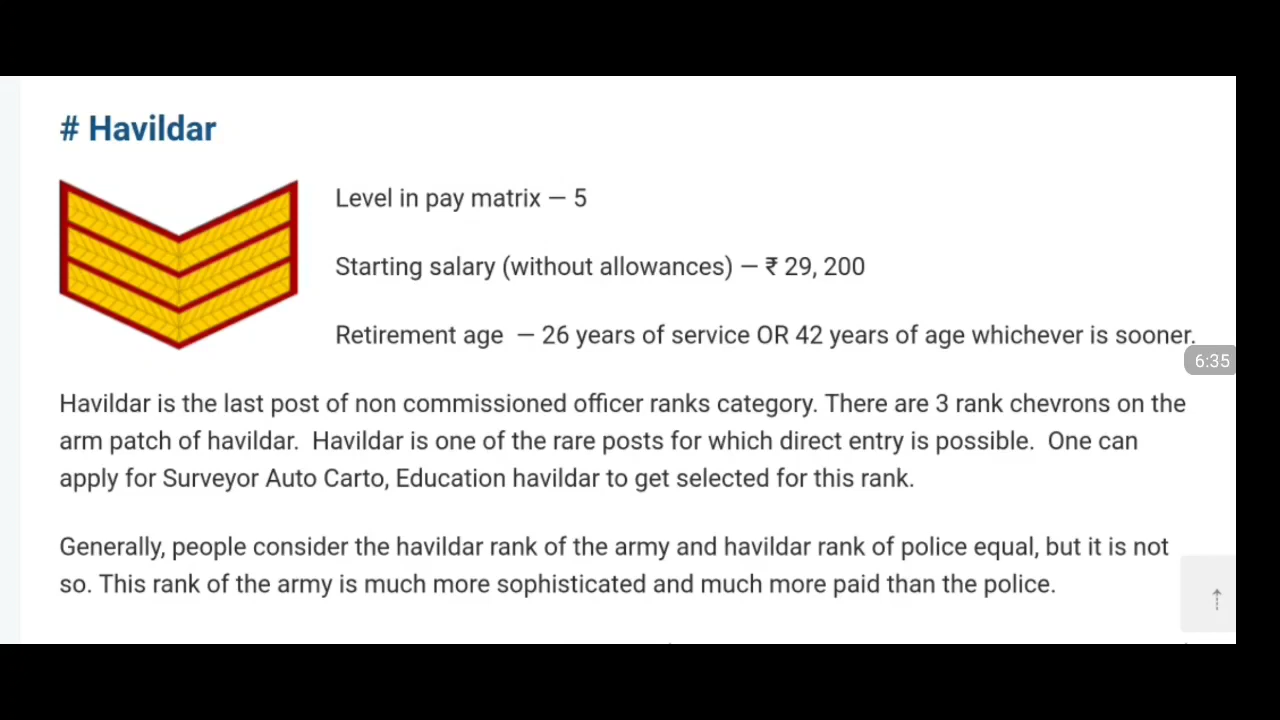 # Havildar
Level in pay matrix — 5
Starting salary (without allowances) — ₹ 29, 200
Retirement age — 26 years of service OR 42 years of age whichever is sooner.
6:35
Havildar is the last post of non commissioned officer ranks category. There are 3 rank chevrons on the
arm patch of havildar. Havildar is one of the rare posts for which direct entry is possible. One can
apply for Surveyor Auto Carto, Education havildar to get selected for this rank.
Generally, people consider the havildar rank of the army and havildar rank of police equal, but it is not
so. This rank of the army is much more sophisticated and much more paid than the police.